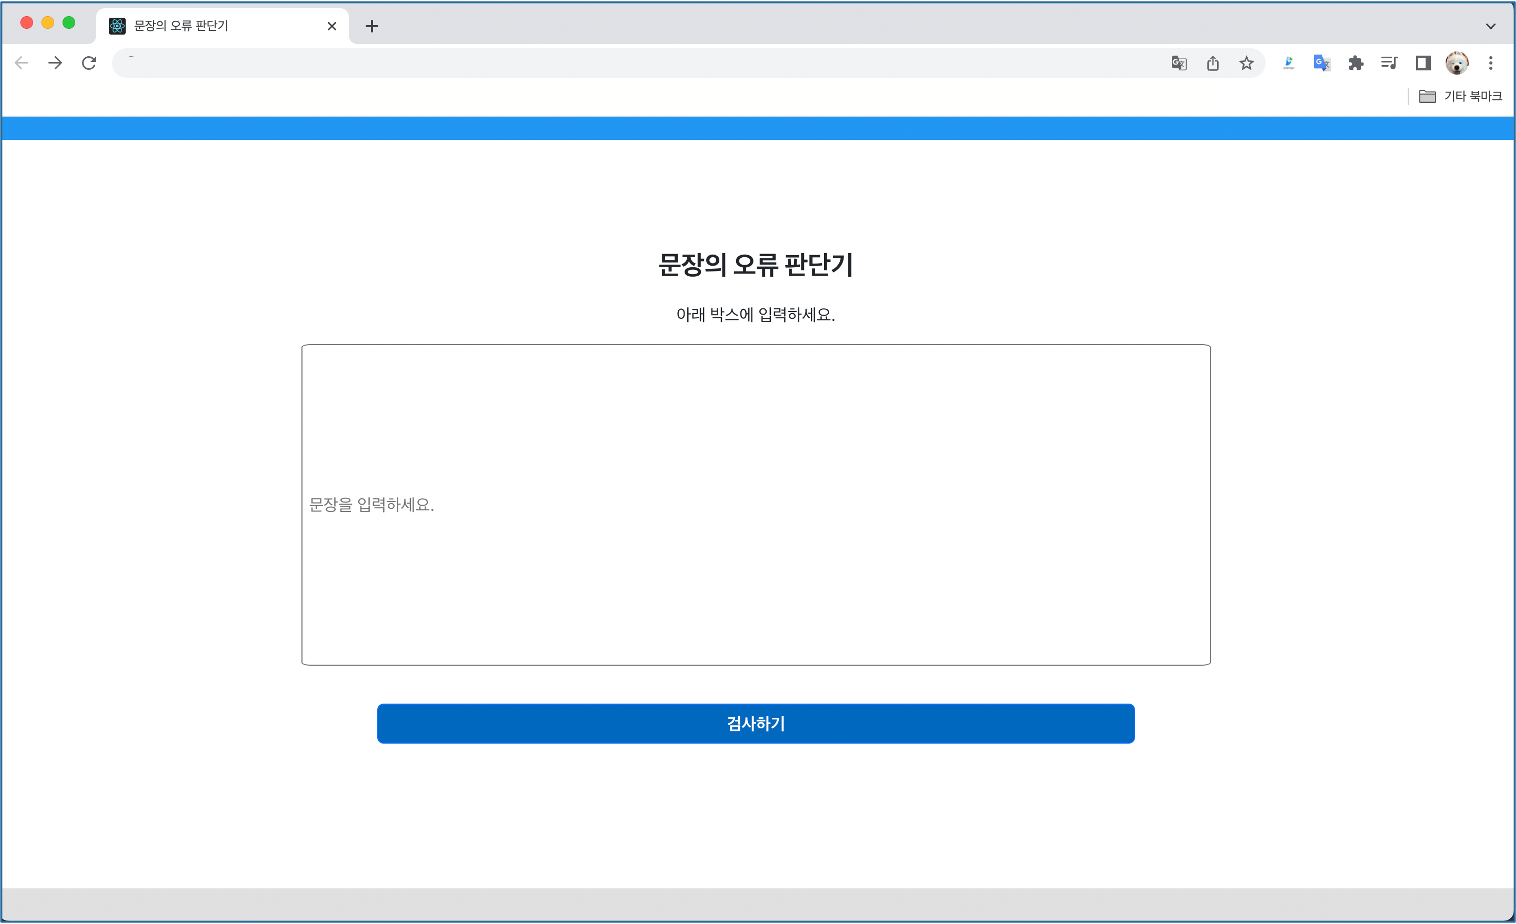 문장의 오류 판단기
기타 북마크
문장의 오류 판단기
아래 박스에 입력하세요.
문장을 입력하세요.
검사하기